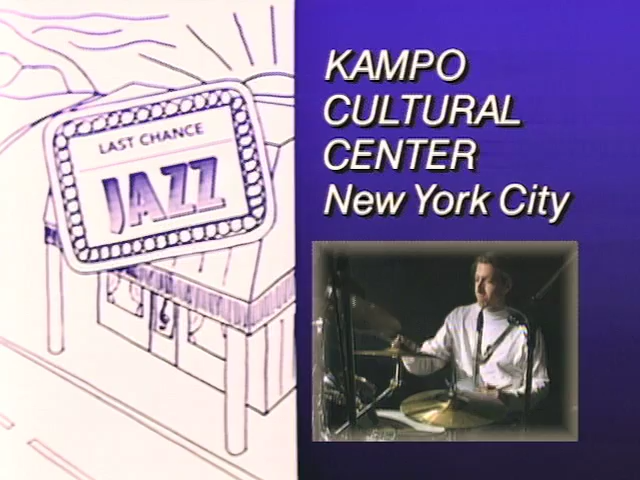 LAST CHANCE
JAZZ
KAMPO
CULTURAL
CENTER
New York City